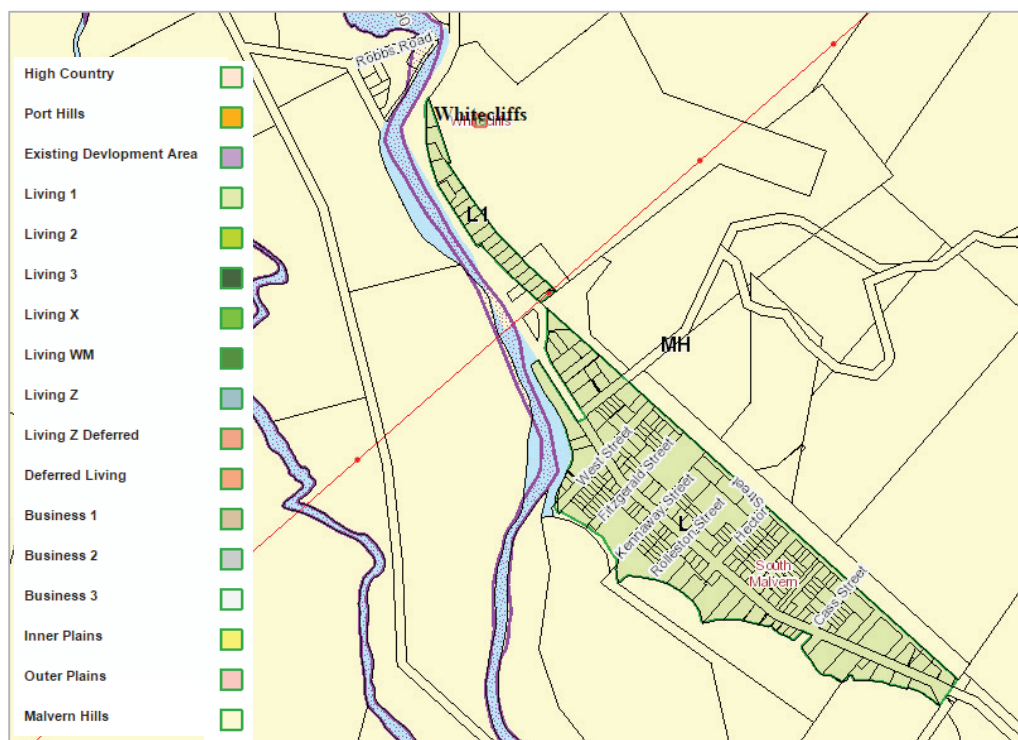 High Country
Port Hills
Existing Devlopment Area
Living 1
Living 2
Living 3
Living X
Living WM
Living Z
Living Z Deferred
Deferred Living
Business 1
Business 2
Business 3
Inner Plains
Outer Plains
Malvern Hills
90
Robbs Road
Whitecliffs
Whitecliffs
L1
MH
West Street
Fitzgerald Street
Kennaway Street
Rolleston Street
L
Hector Street
South
Malvern
Cass Street